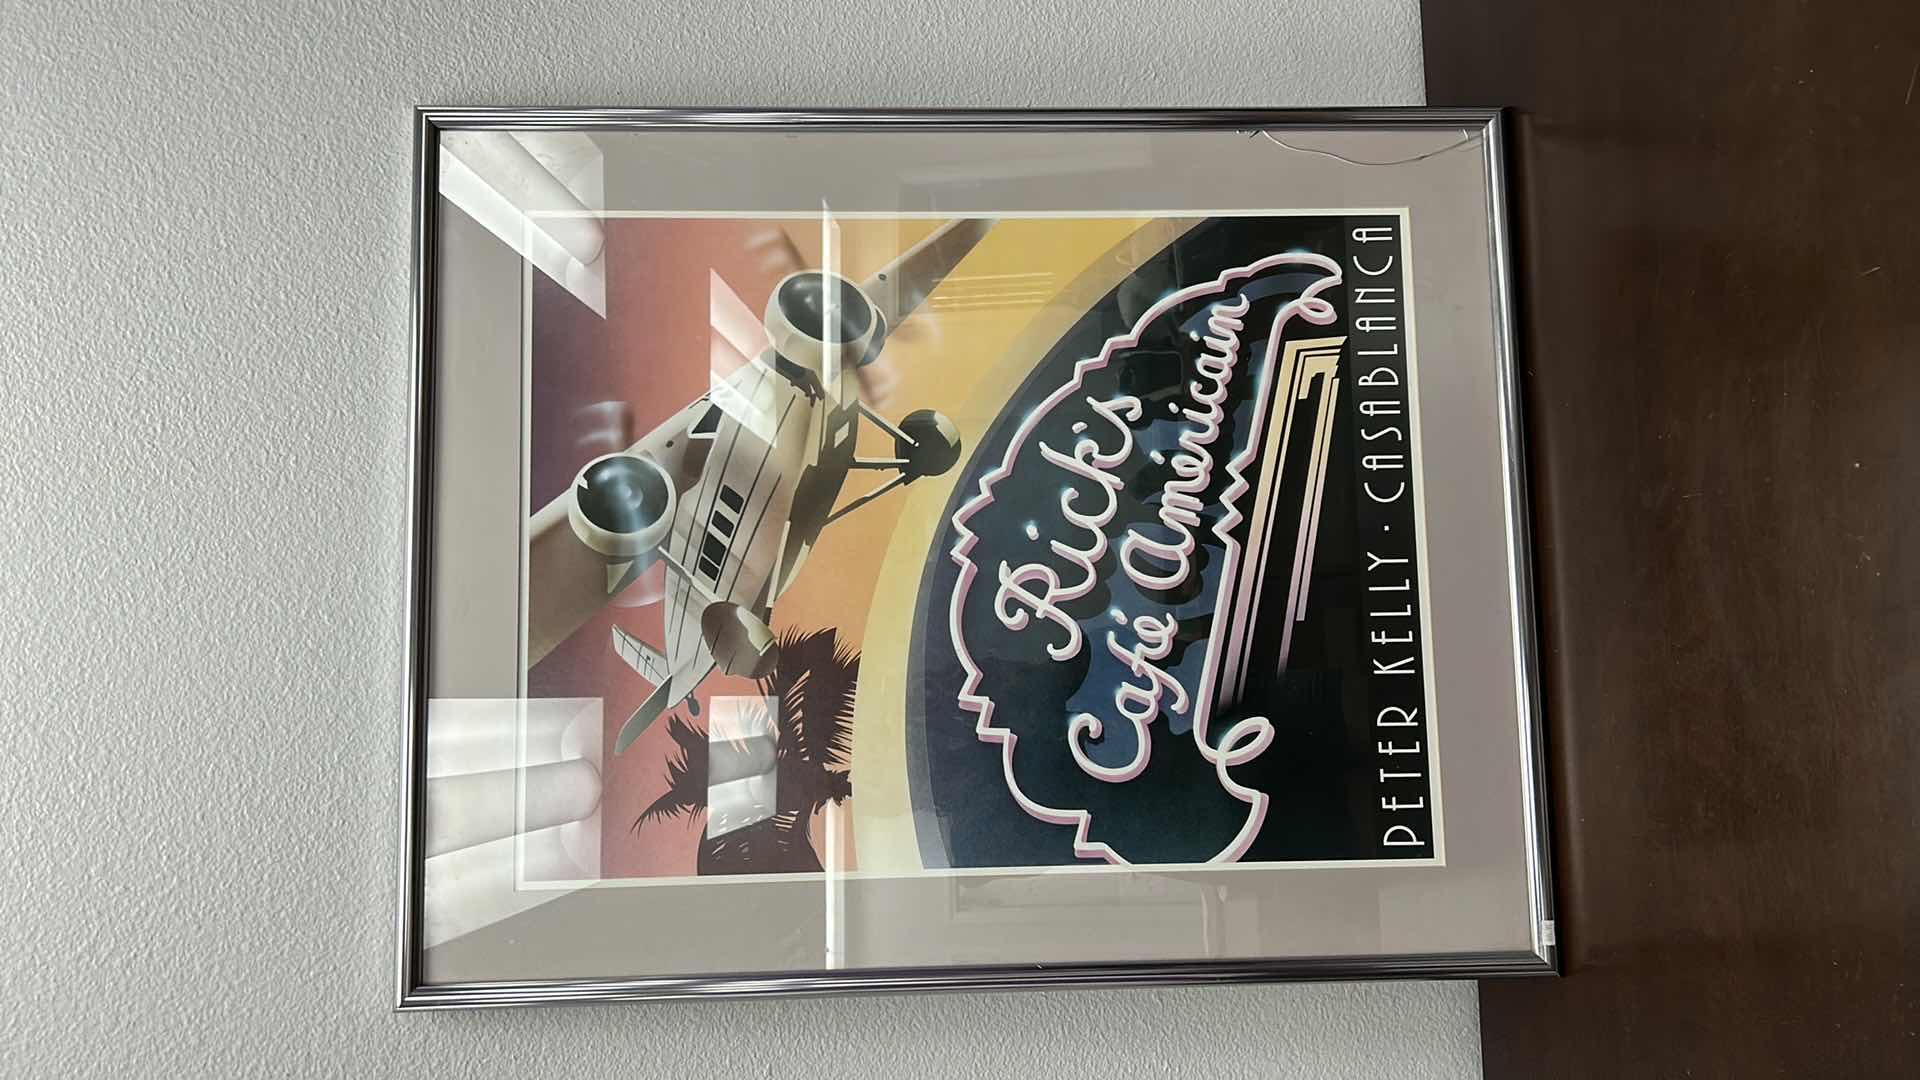 Rick's
Café Américain
PETER KELLY · CASABLANCA